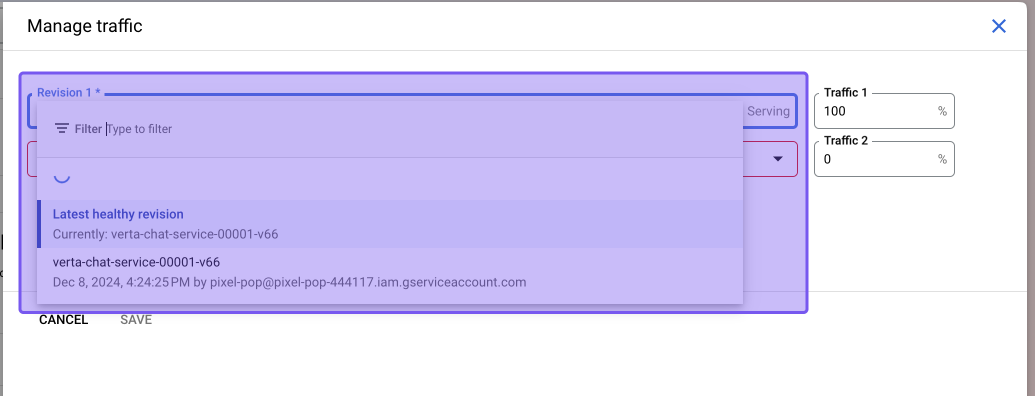 Manage traffic
Revision 1 *
Serving
Traffic 1
100 %
Filter Type to filter
Traffic 2
0 %
Latest healthy revision
Currently: verta-chat-service-00001-v66
verta-chat-service-00001-v66
Dec 8, 2024, 4:24:25 PM by pixel-pop@pixel-pop-444117.iam.gserviceaccount.com
CANCEL SAVE